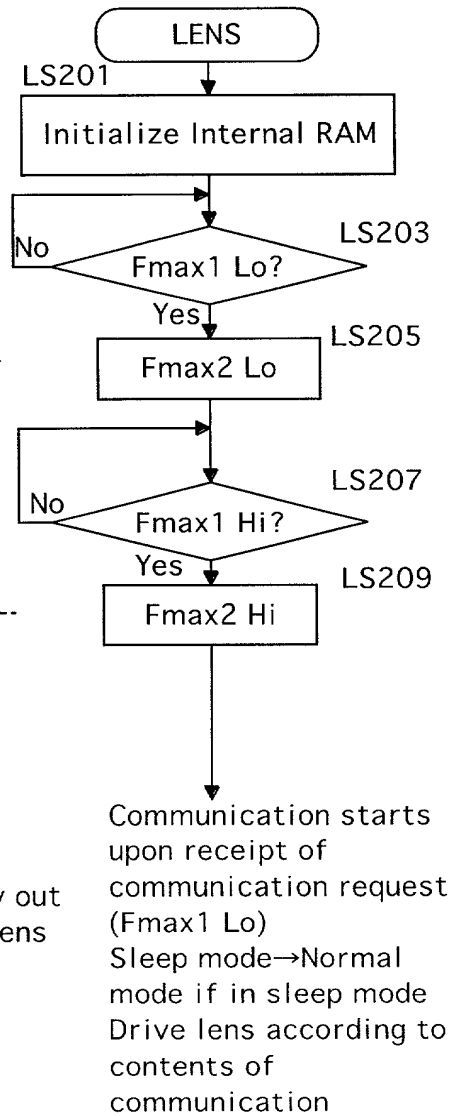 LENS
LS201
Initialize Internal RAM
No
LS203
Fmax1 Lo?
Yes
LS205
Fmax2 Lo
No
LS207
Fmax1 Hi?
Yes
LS209
Fmax2 Hi
Communication starts
upon receipt of
communication request
(Fmax1 Lo)
Sleep mode→Normal
mode if in sleep mode
Drive lens according to
contents of
communication
out
ens